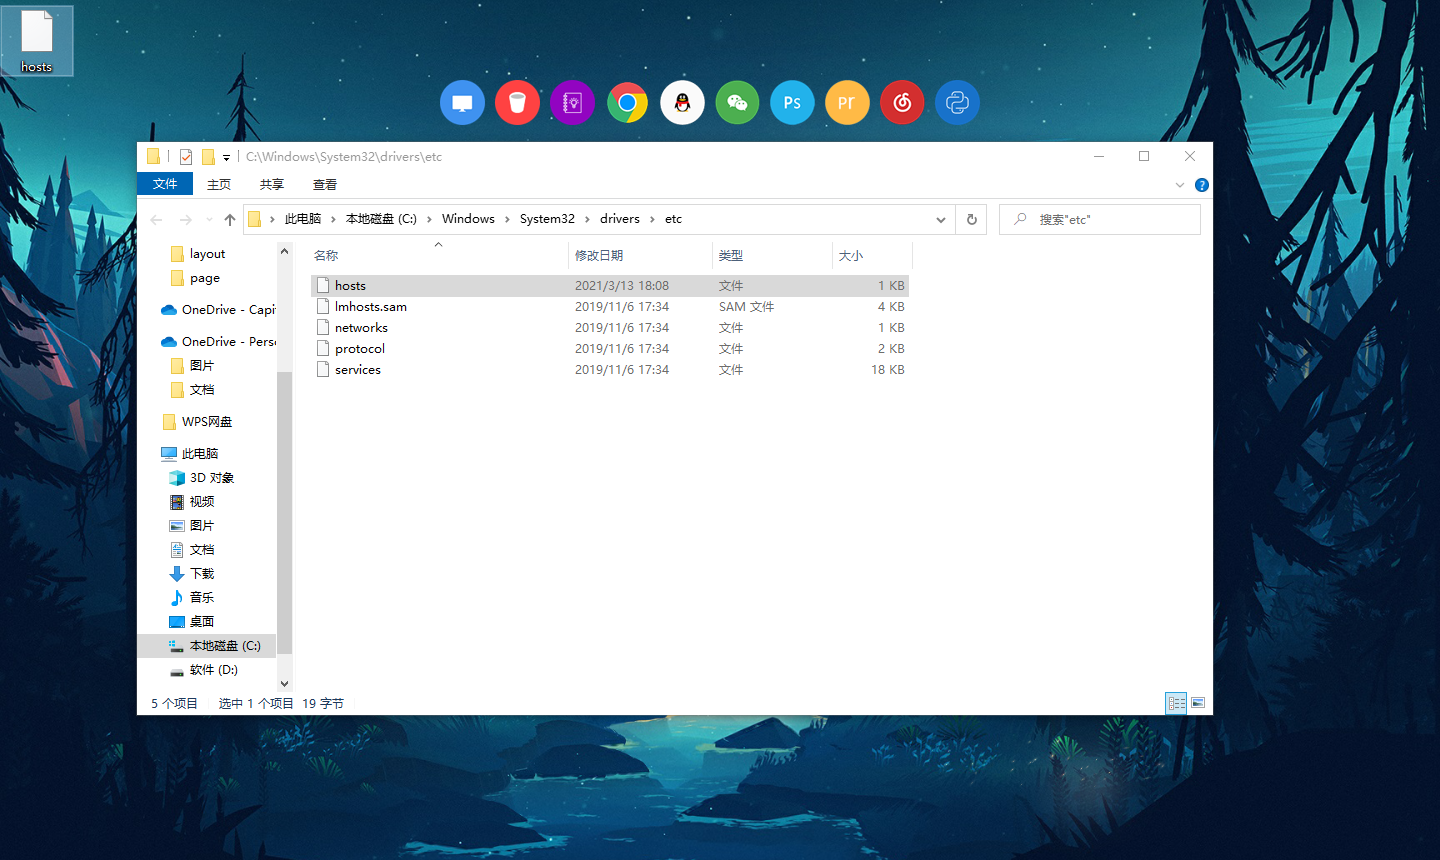 hosts
Ps
Pr
C:\Windows\System32\drivers\etc
文件 主页 共享 查看
此电脑 本地磁盘 (C:) Windows System32 drivers etc
搜索"etc"
layout
page
OneDrive - Capi
OneDrive - Perso
图片
文档
WPS网盘
此电脑
3D 对象
视频
图片
文档
下载
音乐
桌面
本地磁盘 (C:)
软件 (D:)
名称 修改日期 类型 大小
hosts 2021/3/13 18:08 文件 1 KB
lmhosts.sam 2019/11/6 17:34 SAM 文件 4 KB
networks 2019/11/6 17:34 文件 1 KB
protocol 2019/11/6 17:34 文件 2 KB
services 2019/11/6 17:34 文件 18 KB
5 个项目 选中 1 个项目 19 字节